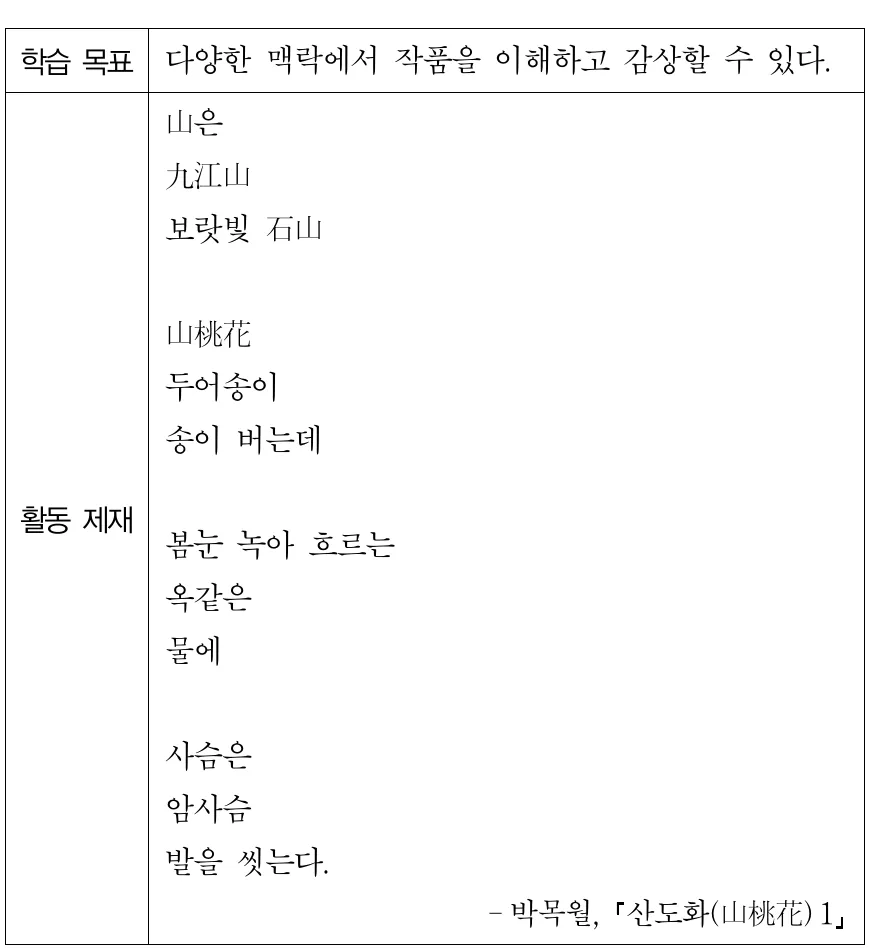 학습 목표
다양한 맥락에서 작품을 이해하고 감상할 수 있다.
활동 제재
山은
九江山
보랏빛 石山
山桃花
두어송이
송이 버는데
봄눈 녹아 흐르는
옥같은
물에
사슴은
암사슴
발을 씻는다.
– 박목월, 「산도화(山桃花) 1」